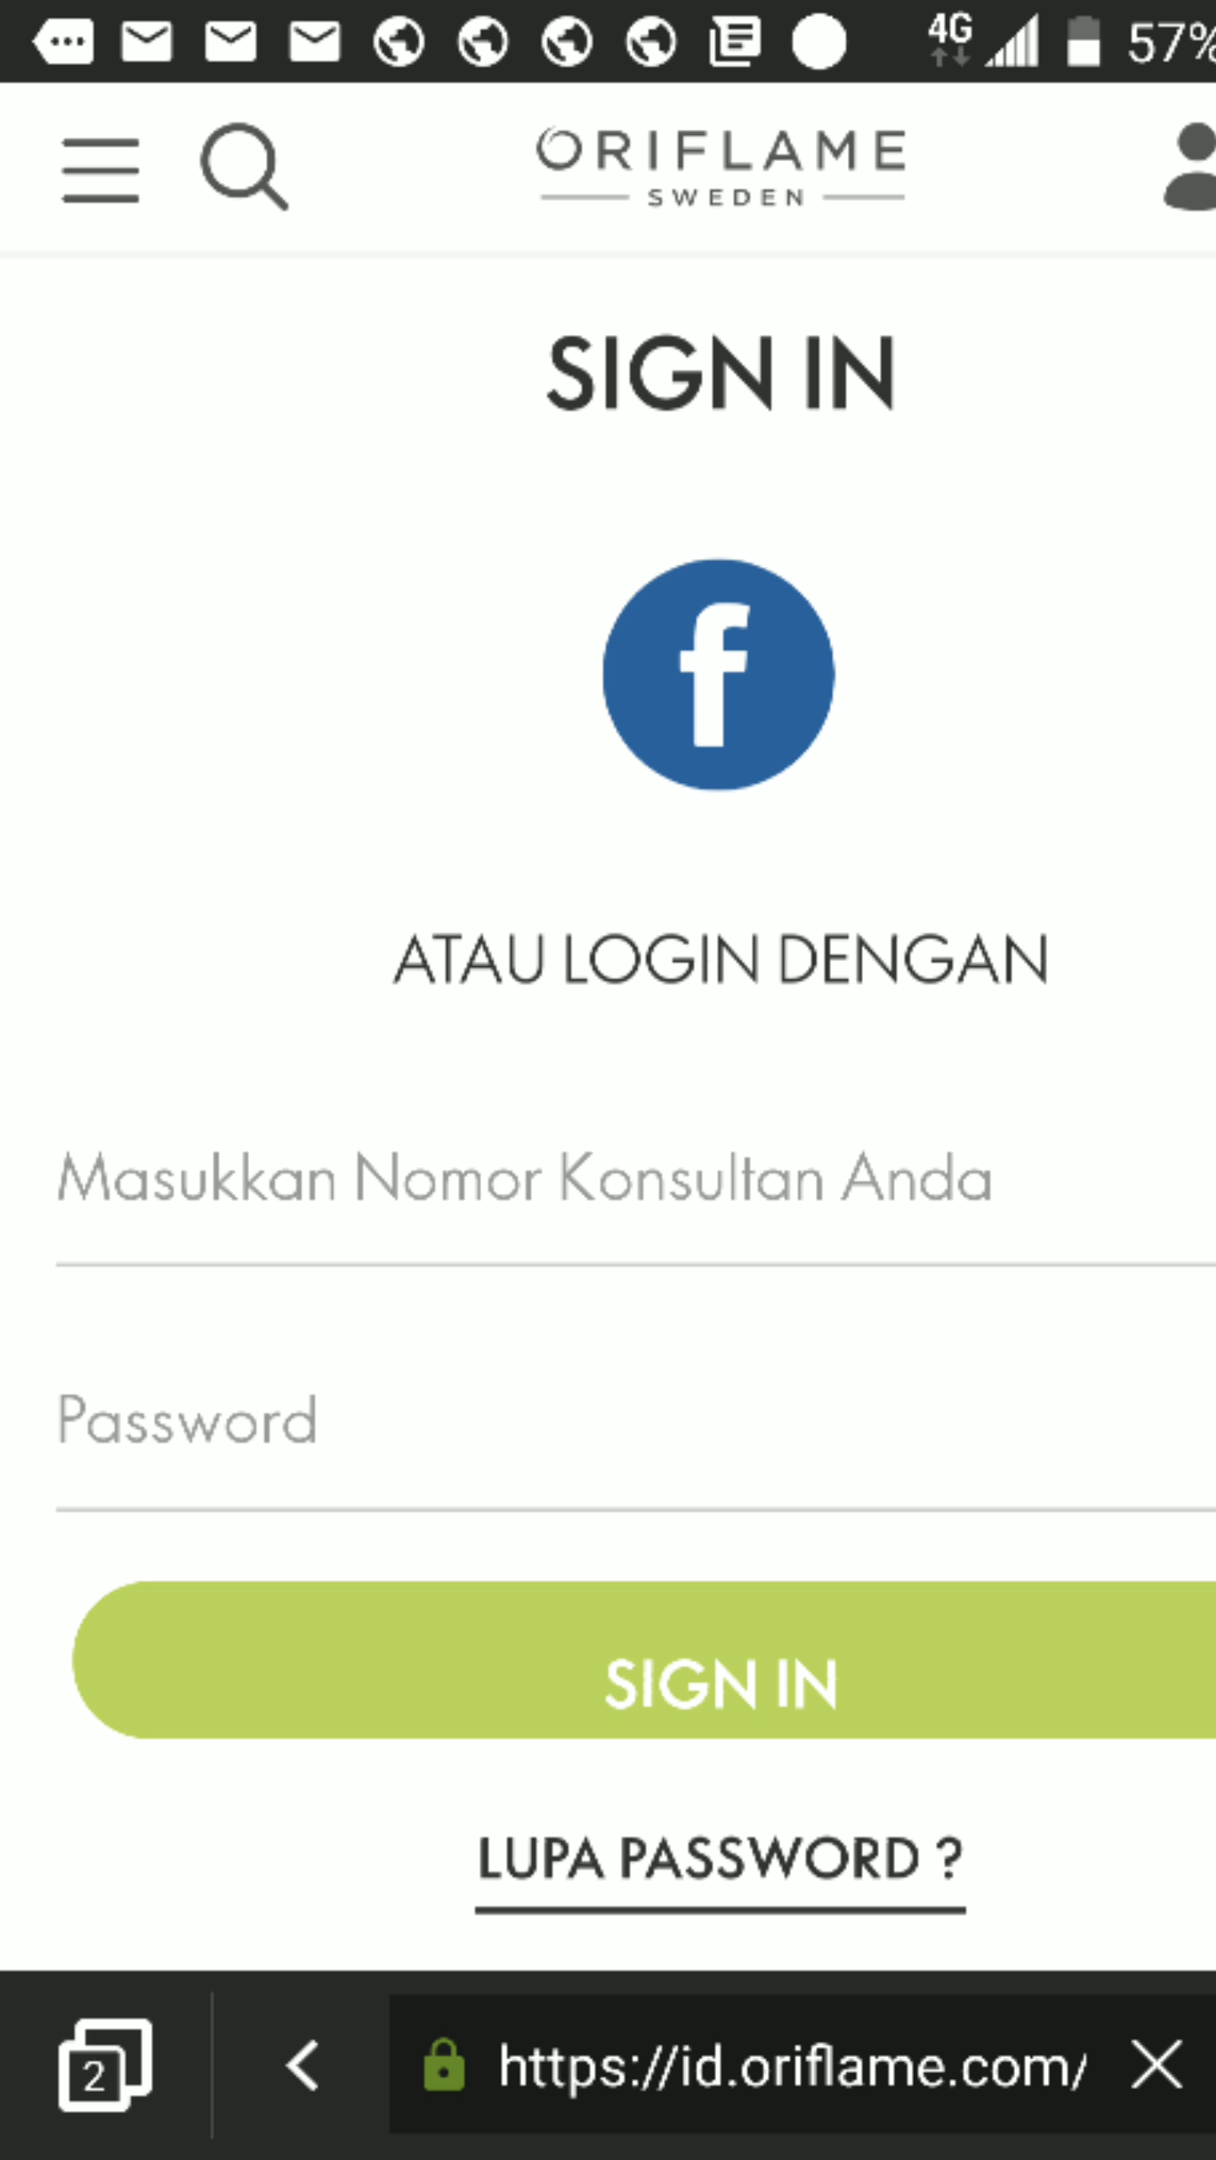 4G 57%
ORIFLAME
SWEDEN
SIGN IN
f
ATAU LOGIN DENGAN
Masukkan Nomor Konsultan Anda
Password
SIGN IN
LUPA PASSWORD ?
2 https://id.oriflame.com/